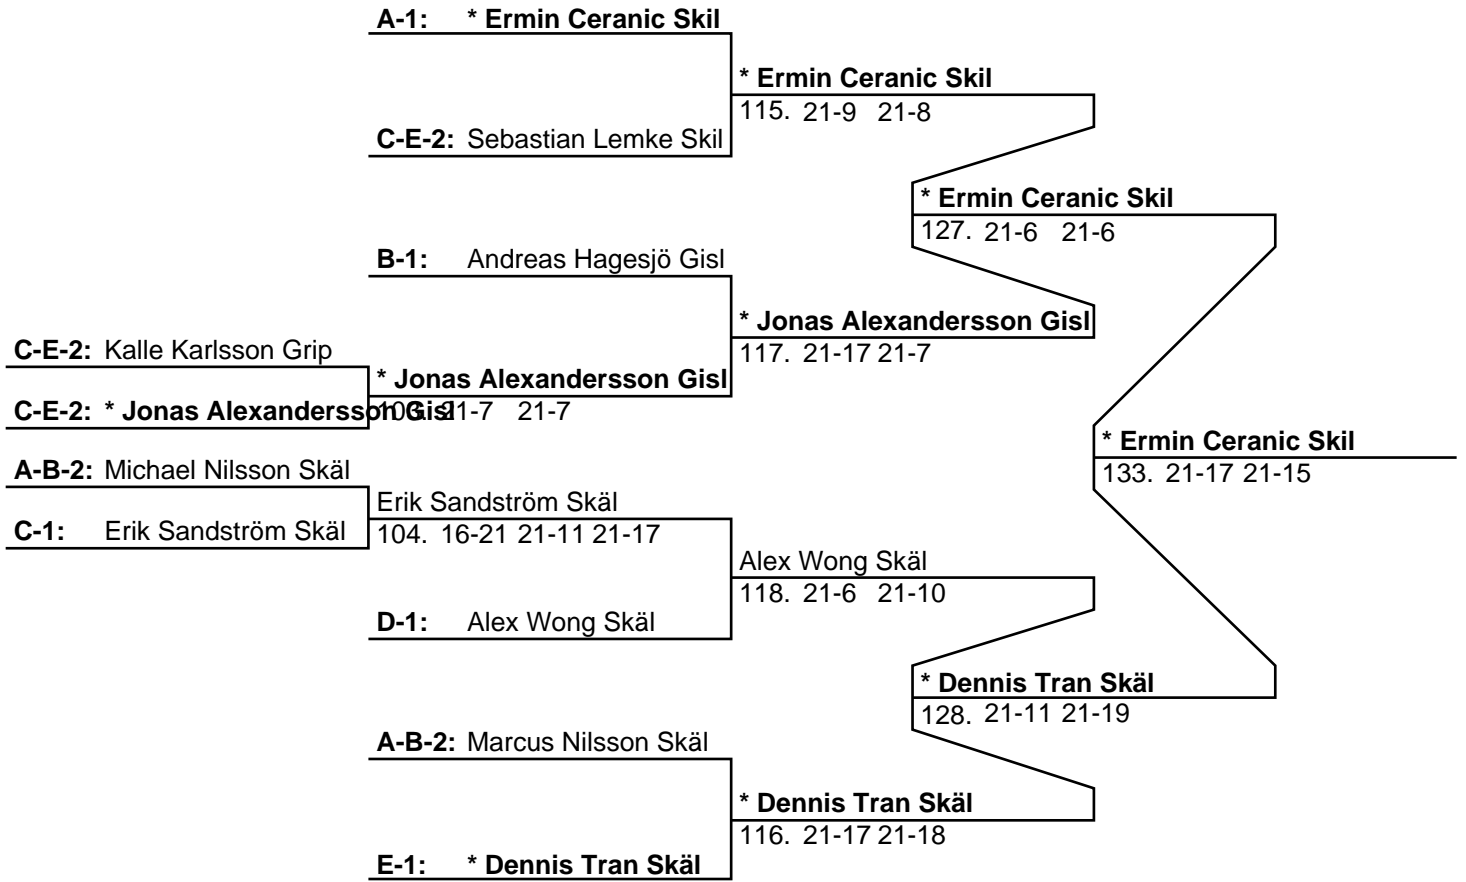 A-1: * Ermin Ceranic Skil
* Ermin Ceranic Skil
115. 21-9 21-8
C-E-2: Sebastian Lemke Skil
* Ermin Ceranic Skil
127. 21-6 21-6
B-1: Andreas Hagesjö Gisl
* Jonas Alexandersson Gisl
117. 21-17 21-7
C-E-2: Kalle Karlsson Grip
* Jonas Alexandersson Gisl
103. 21-7 21-7
C-E-2: * Jonas Alexandersson Gisl
* Ermin Ceranic Skil
133. 21-17 21-15
A-B-2: Michael Nilsson Skäl
Erik Sandström Skäl
104. 16-21 21-11 21-17
C-1: Erik Sandström Skäl
Alex Wong Skäl
118. 21-6 21-10
D-1: Alex Wong Skäl
* Dennis Tran Skäl
128. 21-11 21-19
A-B-2: Marcus Nilsson Skäl
* Dennis Tran Skäl
116. 21-17 21-18
E-1: * Dennis Tran Skäl